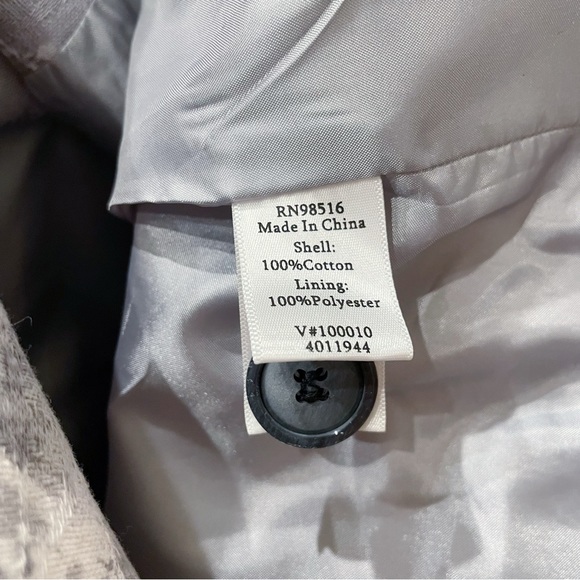 RN98516
Made In China
Shell:
100%Cotton
Lining:
100%Polyester
V#100010
4011944